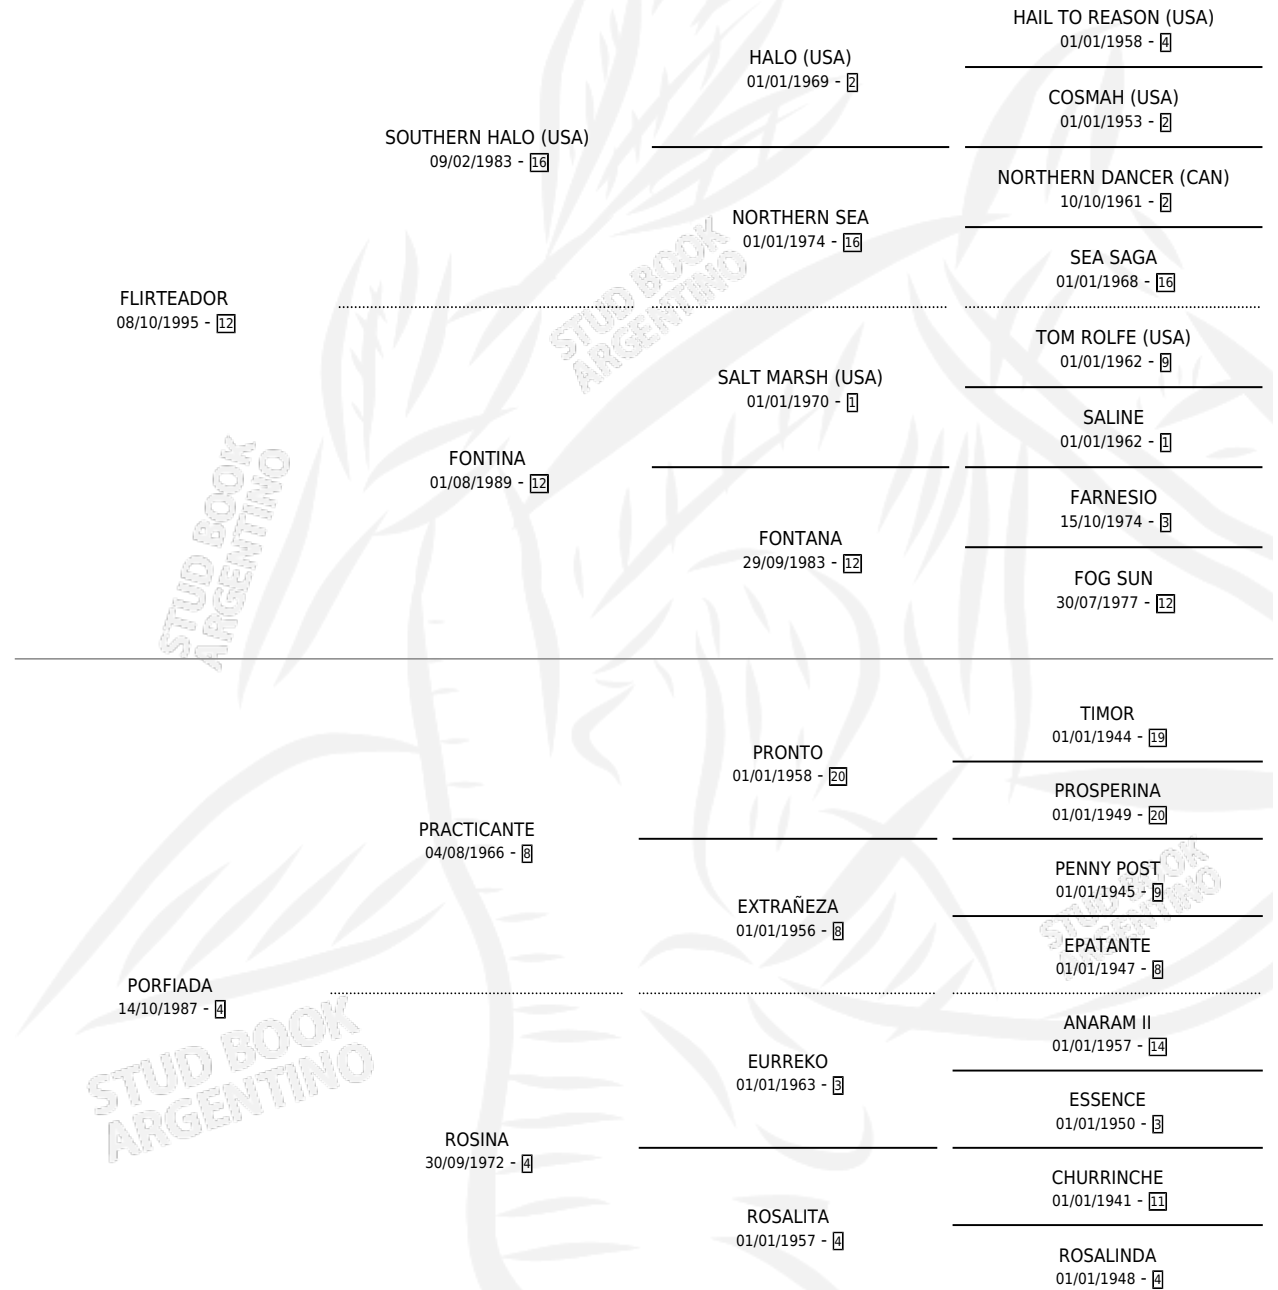 HAIL TO REASON (USA)
01/01/1958 - 4
HALO (USA)
01/01/1969 - 2
COSMAH (USA)
01/01/1953 - 2
SOUTHERN HALO (USA)
09/02/1983 - 16
NORTHERN DANCER (CAN)
10/10/1961 - 2
NORTHERN SEA
01/01/1974 - 16
SEA SAGA
01/01/1968 - 16
STUD BOOK
ARGENTINO
FLIRTEADOR
08/10/1995 - 12
TOM ROLFE (USA)
01/01/1962 - 9
SALT MARSH (USA)
01/01/1970 - 1
SALINE
01/01/1962 - 1
FONTINA
01/08/1989 - 12
FARNESIO
15/10/1974 - 3
FONTANA
29/09/1983 - 12
FOG SUN
30/07/1977 - 12
STUD BOOK
ARGENTINO
TIMOR
01/01/1944 - 19
PRONTO
01/01/1958 - 20
PROSPERINA
01/01/1949 - 20
PRACTICANTE
04/08/1966 - 8
PENNY POST
01/01/1945 - 9
EXTRAÑEZA
01/01/1956 - 8
EPATANTE
01/01/1947 - 8
STUD BOOK
ARGENTINO
PORFIADA
14/10/1987 - 4
ANARAM II
01/01/1957 - 14
EURREKO
01/01/1963 - 3
ESSENCE
01/01/1950 - 3
STUD BOOK
ARGENTINO
ROSINA
30/09/1972 - 4
CHURRINCHE
01/01/1941 - 11
ROSALITA
01/01/1957 - 4
ROSALINDA
01/01/1948 - 4